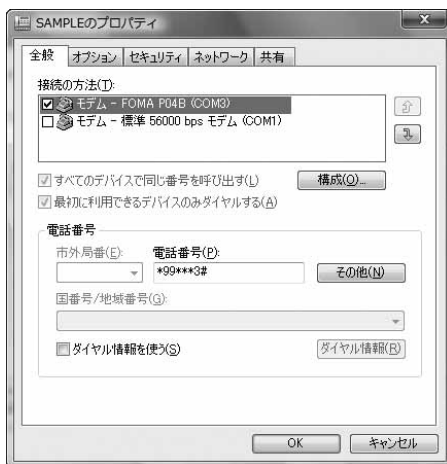 SAMPLEのプロパティ
全般 オプション セキュリティ ネットワーク 共有
接続の方法(T):
モデム - FOMA P04B (COM3)
モデム - 標準 56000 bps モデム (COM1)
すべてのデバイスで同じ番号を呼び出す(L) 構成(O)...
最初に利用できるデバイスのみダイヤルする(A)
電話番号
市外局番(E): 電話番号(P):
*99***3# その他(N)
国番号/地域番号(G):
ダイヤル情報を使う(S) ダイヤル情報(R)
OK キャンセル